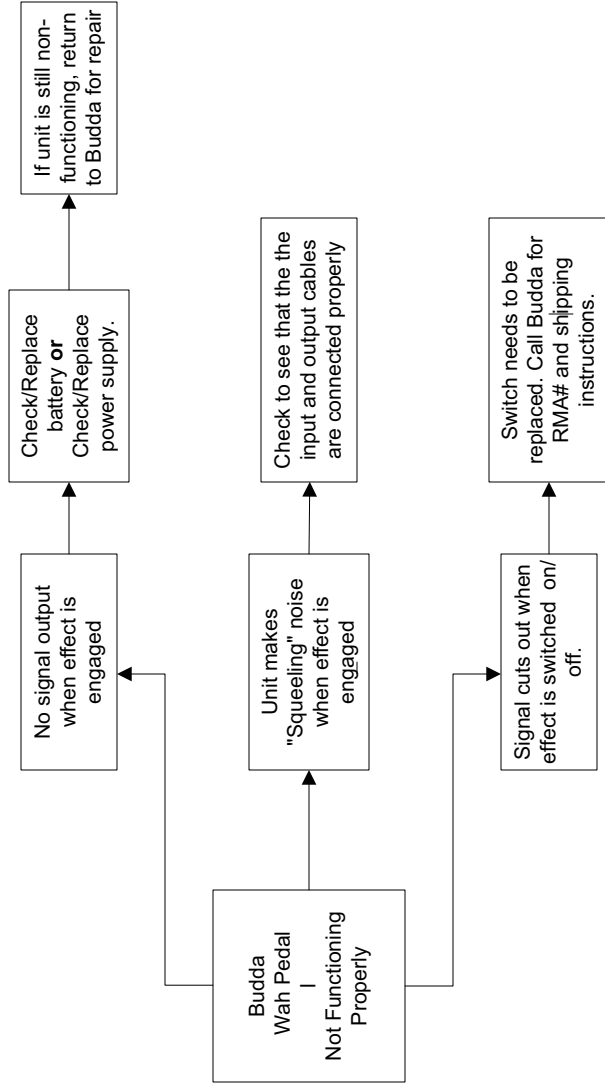 Budda
Wah Pedal
I
Not Functioning
Properly
No signal output
when effect is
engaged
Check/Replace
battery or
Check/Replace
power supply.
If unit is still non-
functioning, return
to Budda for repair
Unit makes
"Squeeling" noise
when effect is
engaged
Check to see that the the
input and output cables
are connected properly
Signal cuts out when
effect is switched on/
off.
Switch needs to be
replaced. Call Budda for
RMA# and shipping
instructions.